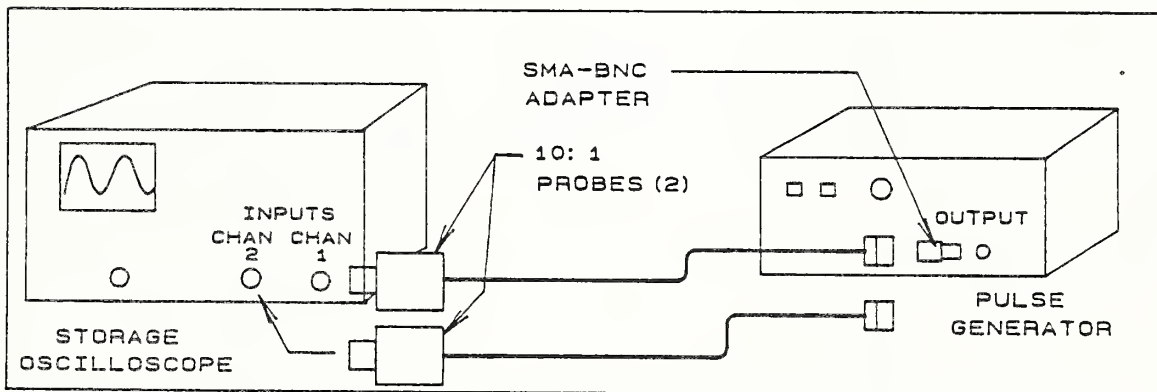 SMA-BNC
ADAPTER
10:1
PROBES (2)
INPUTS
CHAN CHAN
2 1
OUTPUT
STORAGE
OSCILLOSCOPE
PULSE
GENERATOR